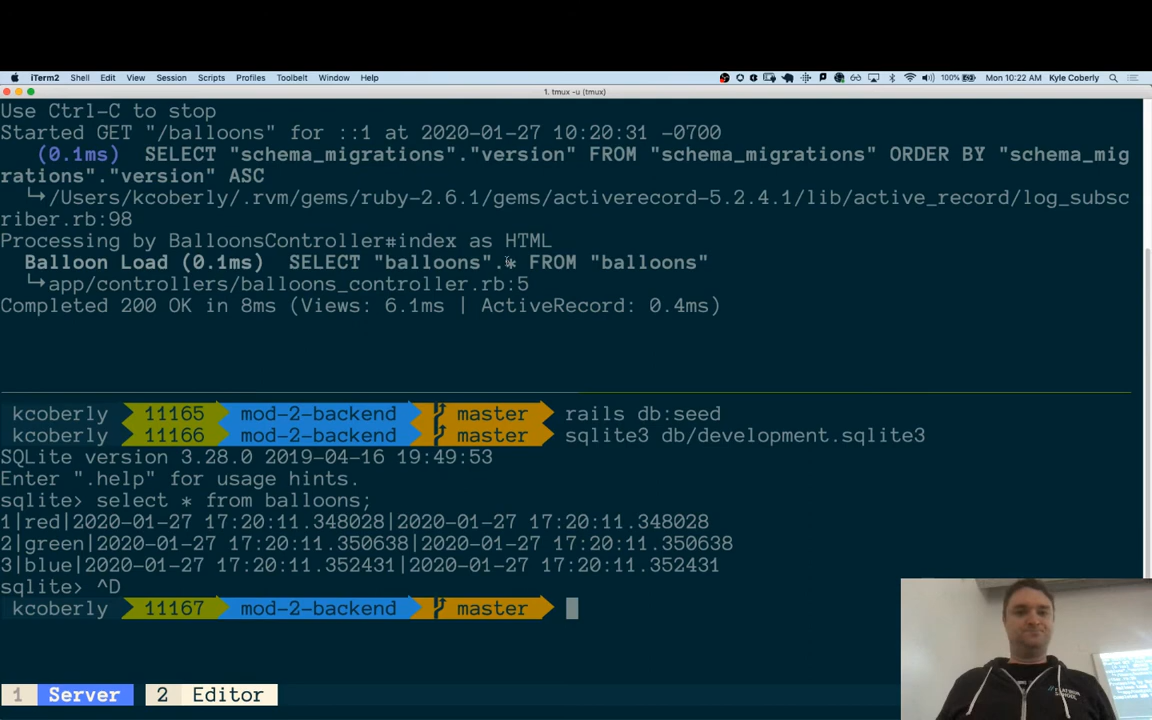 iTerm2 Shell Edit View Session Scripts Profiles Toolbelt Window Help 100% Mon 10:22 AM Kyle Coberly
1. tmux -u (tmux)
Use Ctrl-C to stop
Started GET "/balloons" for ::1 at 2020-01-27 10:20:31 -0700
(0.1ms) SELECT "schema_migrations"."version" FROM "schema_migrations" ORDER BY "schema_mig
rations"."version" ASC
↳/Users/kcoberly/.rvm/gems/ruby-2.6.1/gems/activerecord-5.2.4.1/lib/active_record/log_subsc
riber.rb:98
Processing by BalloonsController#index as HTML
Balloon Load (0.1ms) SELECT "balloons".* FROM "balloons"
↳app/controllers/balloons_controller.rb:5
Completed 200 OK in 8ms (Views: 6.1ms | ActiveRecord: 0.4ms)
kcoberly 11165 mod-2-backend master rails db:seed
kcoberly 11166 mod-2-backend master sqlite3 db/development.sqlite3
SQLite version 3.28.0 2019-04-16 19:49:53
Enter ".help" for usage hints.
sqlite> select * from balloons;
1|red|2020-01-27 17:20:11.348028|2020-01-27 17:20:11.348028
2|green|2020-01-27 17:20:11.350638|2020-01-27 17:20:11.350638
3|blue|2020-01-27 17:20:11.352431|2020-01-27 17:20:11.352431
sqlite> ^D
kcoberly 11167 mod-2-backend master
1 Server 2 Editor